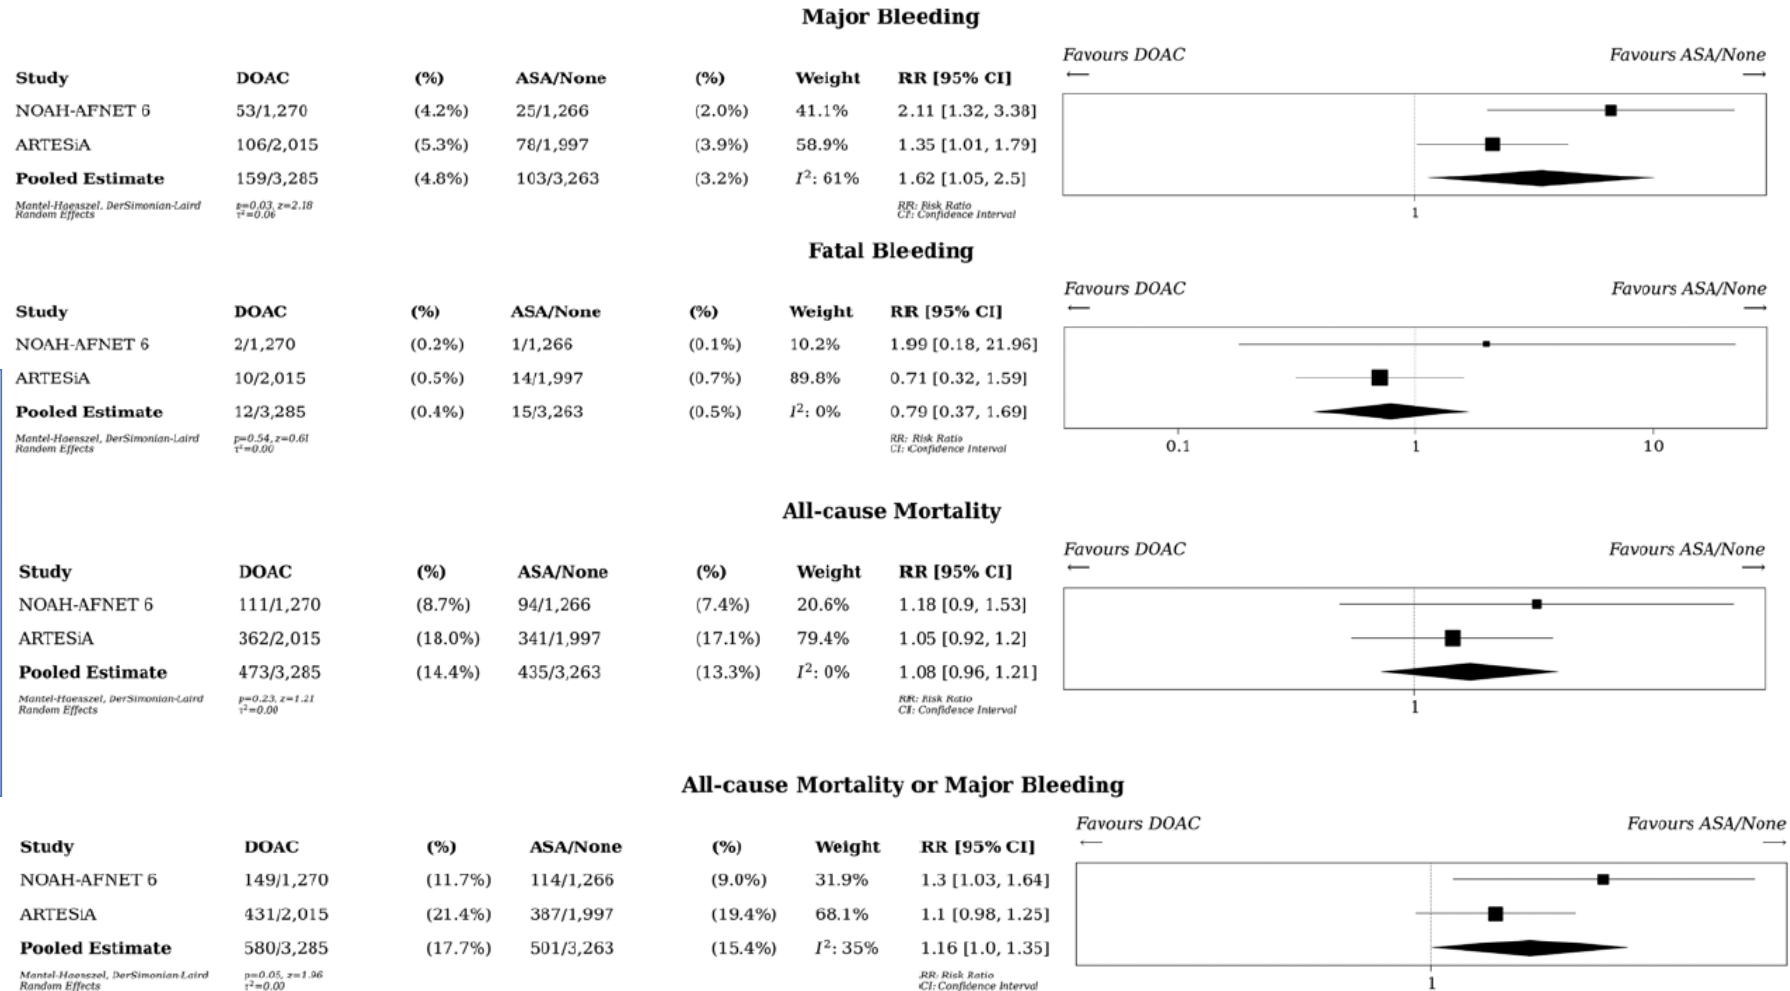 Major Bleeding
Favours DOAC Favours ASA/None
← →
Study DOAC (%) ASA/None (%) Weight RR [95% CI]
NOAH-AFNET 6 53/1,270 (4.2%) 25/1,266 (2.0%) 41.1% 2.11 [1.32, 3.38]
ARTESiA 106/2,015 (5.3%) 78/1,997 (3.9%) 58.9% 1.35 [1.01, 1.79]
Pooled Estimate 159/3,285 (4.8%) 103/3,263 (3.2%) I²: 61% 1.62 [1.05, 2.5]
Mantel-Haenszel, DerSimonian-Laird p=0.03, z=2.18 RR: Risk Ratio
Random Effects τ²=0.06 CI: Confidence Interval
1
Fatal Bleeding
Favours DOAC Favours ASA/None
← →
Study DOAC (%) ASA/None (%) Weight RR [95% CI]
NOAH-AFNET 6 2/1,270 (0.2%) 1/1,266 (0.1%) 10.2% 1.99 [0.18, 21.96]
ARTESiA 10/2,015 (0.5%) 14/1,997 (0.7%) 89.8% 0.71 [0.32, 1.59]
Pooled Estimate 12/3,285 (0.4%) 15/3,263 (0.5%) I²: 0% 0.79 [0.37, 1.69]
Mantel-Haenszel, DerSimonian-Laird p=0.54, z=0.61 RR: Risk Ratio
Random Effects τ²=0.00 CI: Confidence Interval
0.1 1 10
All-cause Mortality
Favours DOAC Favours ASA/None
← →
Study DOAC (%) ASA/None (%) Weight RR [95% CI]
NOAH-AFNET 6 111/1,270 (8.7%) 94/1,266 (7.4%) 20.6% 1.18 [0.9, 1.53]
ARTESiA 362/2,015 (18.0%) 341/1,997 (17.1%) 79.4% 1.05 [0.92, 1.2]
Pooled Estimate 473/3,285 (14.4%) 435/3,263 (13.3%) I²: 0% 1.08 [0.96, 1.21]
Mantel-Haenszel, DerSimonian-Laird p=0.23, z=1.21 RR: Risk Ratio
Random Effects τ²=0.00 CI: Confidence Interval
1
All-cause Mortality or Major Bleeding
Favours DOAC Favours ASA/None
← →
Study DOAC (%) ASA/None (%) Weight RR [95% CI]
NOAH-AFNET 6 149/1,270 (11.7%) 114/1,266 (9.0%) 31.9% 1.3 [1.03, 1.64]
ARTESiA 431/2,015 (21.4%) 387/1,997 (19.4%) 68.1% 1.1 [0.98, 1.25]
Pooled Estimate 580/3,285 (17.7%) 501/3,263 (15.4%) I²: 35% 1.16 [1.0, 1.35]
Mantel-Haenszel, DerSimonian-Laird p=0.05, z=1.96 RR: Risk Ratio
Random Effects τ²=0.00 CI: Confidence Interval
1